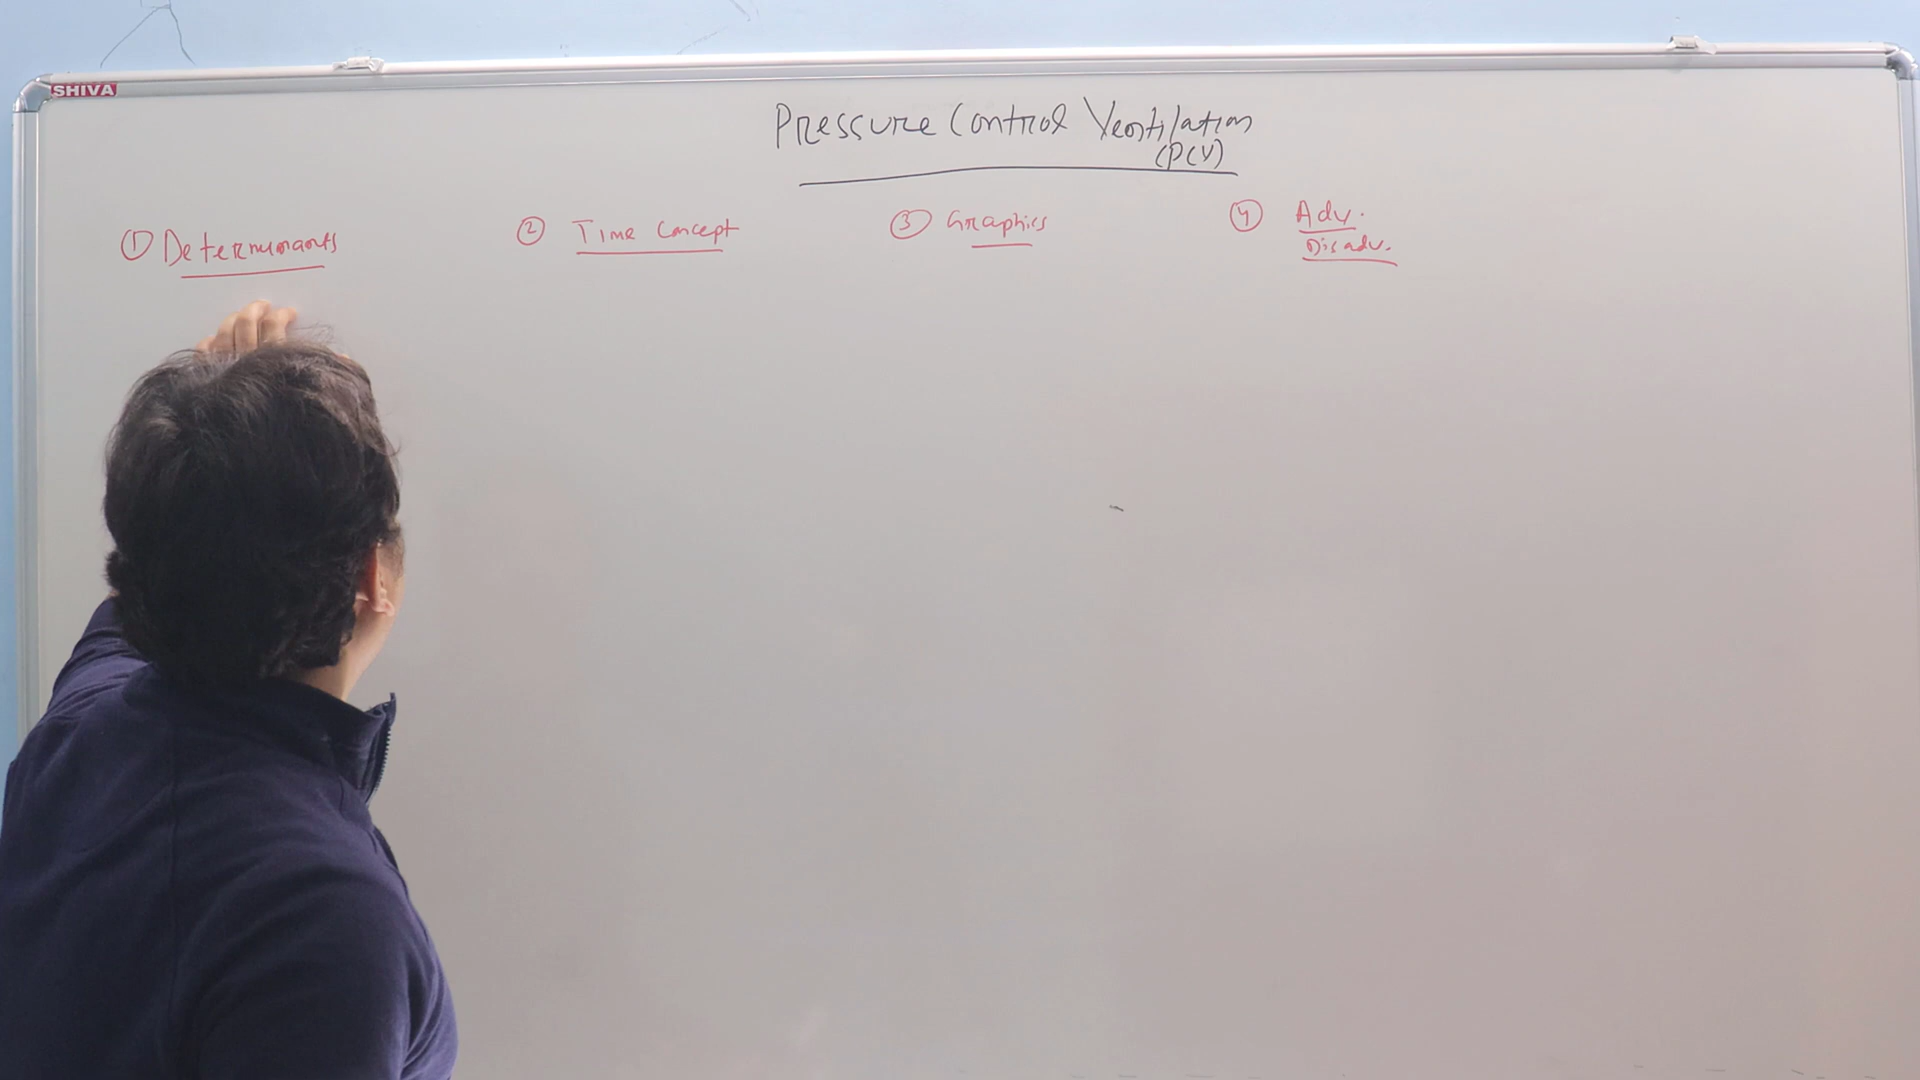 SHIVA
Pressure Control Ventilation
(PCV)
① Determinants
② Time Concept
③ Graphics
④ Adv.
Disadv.